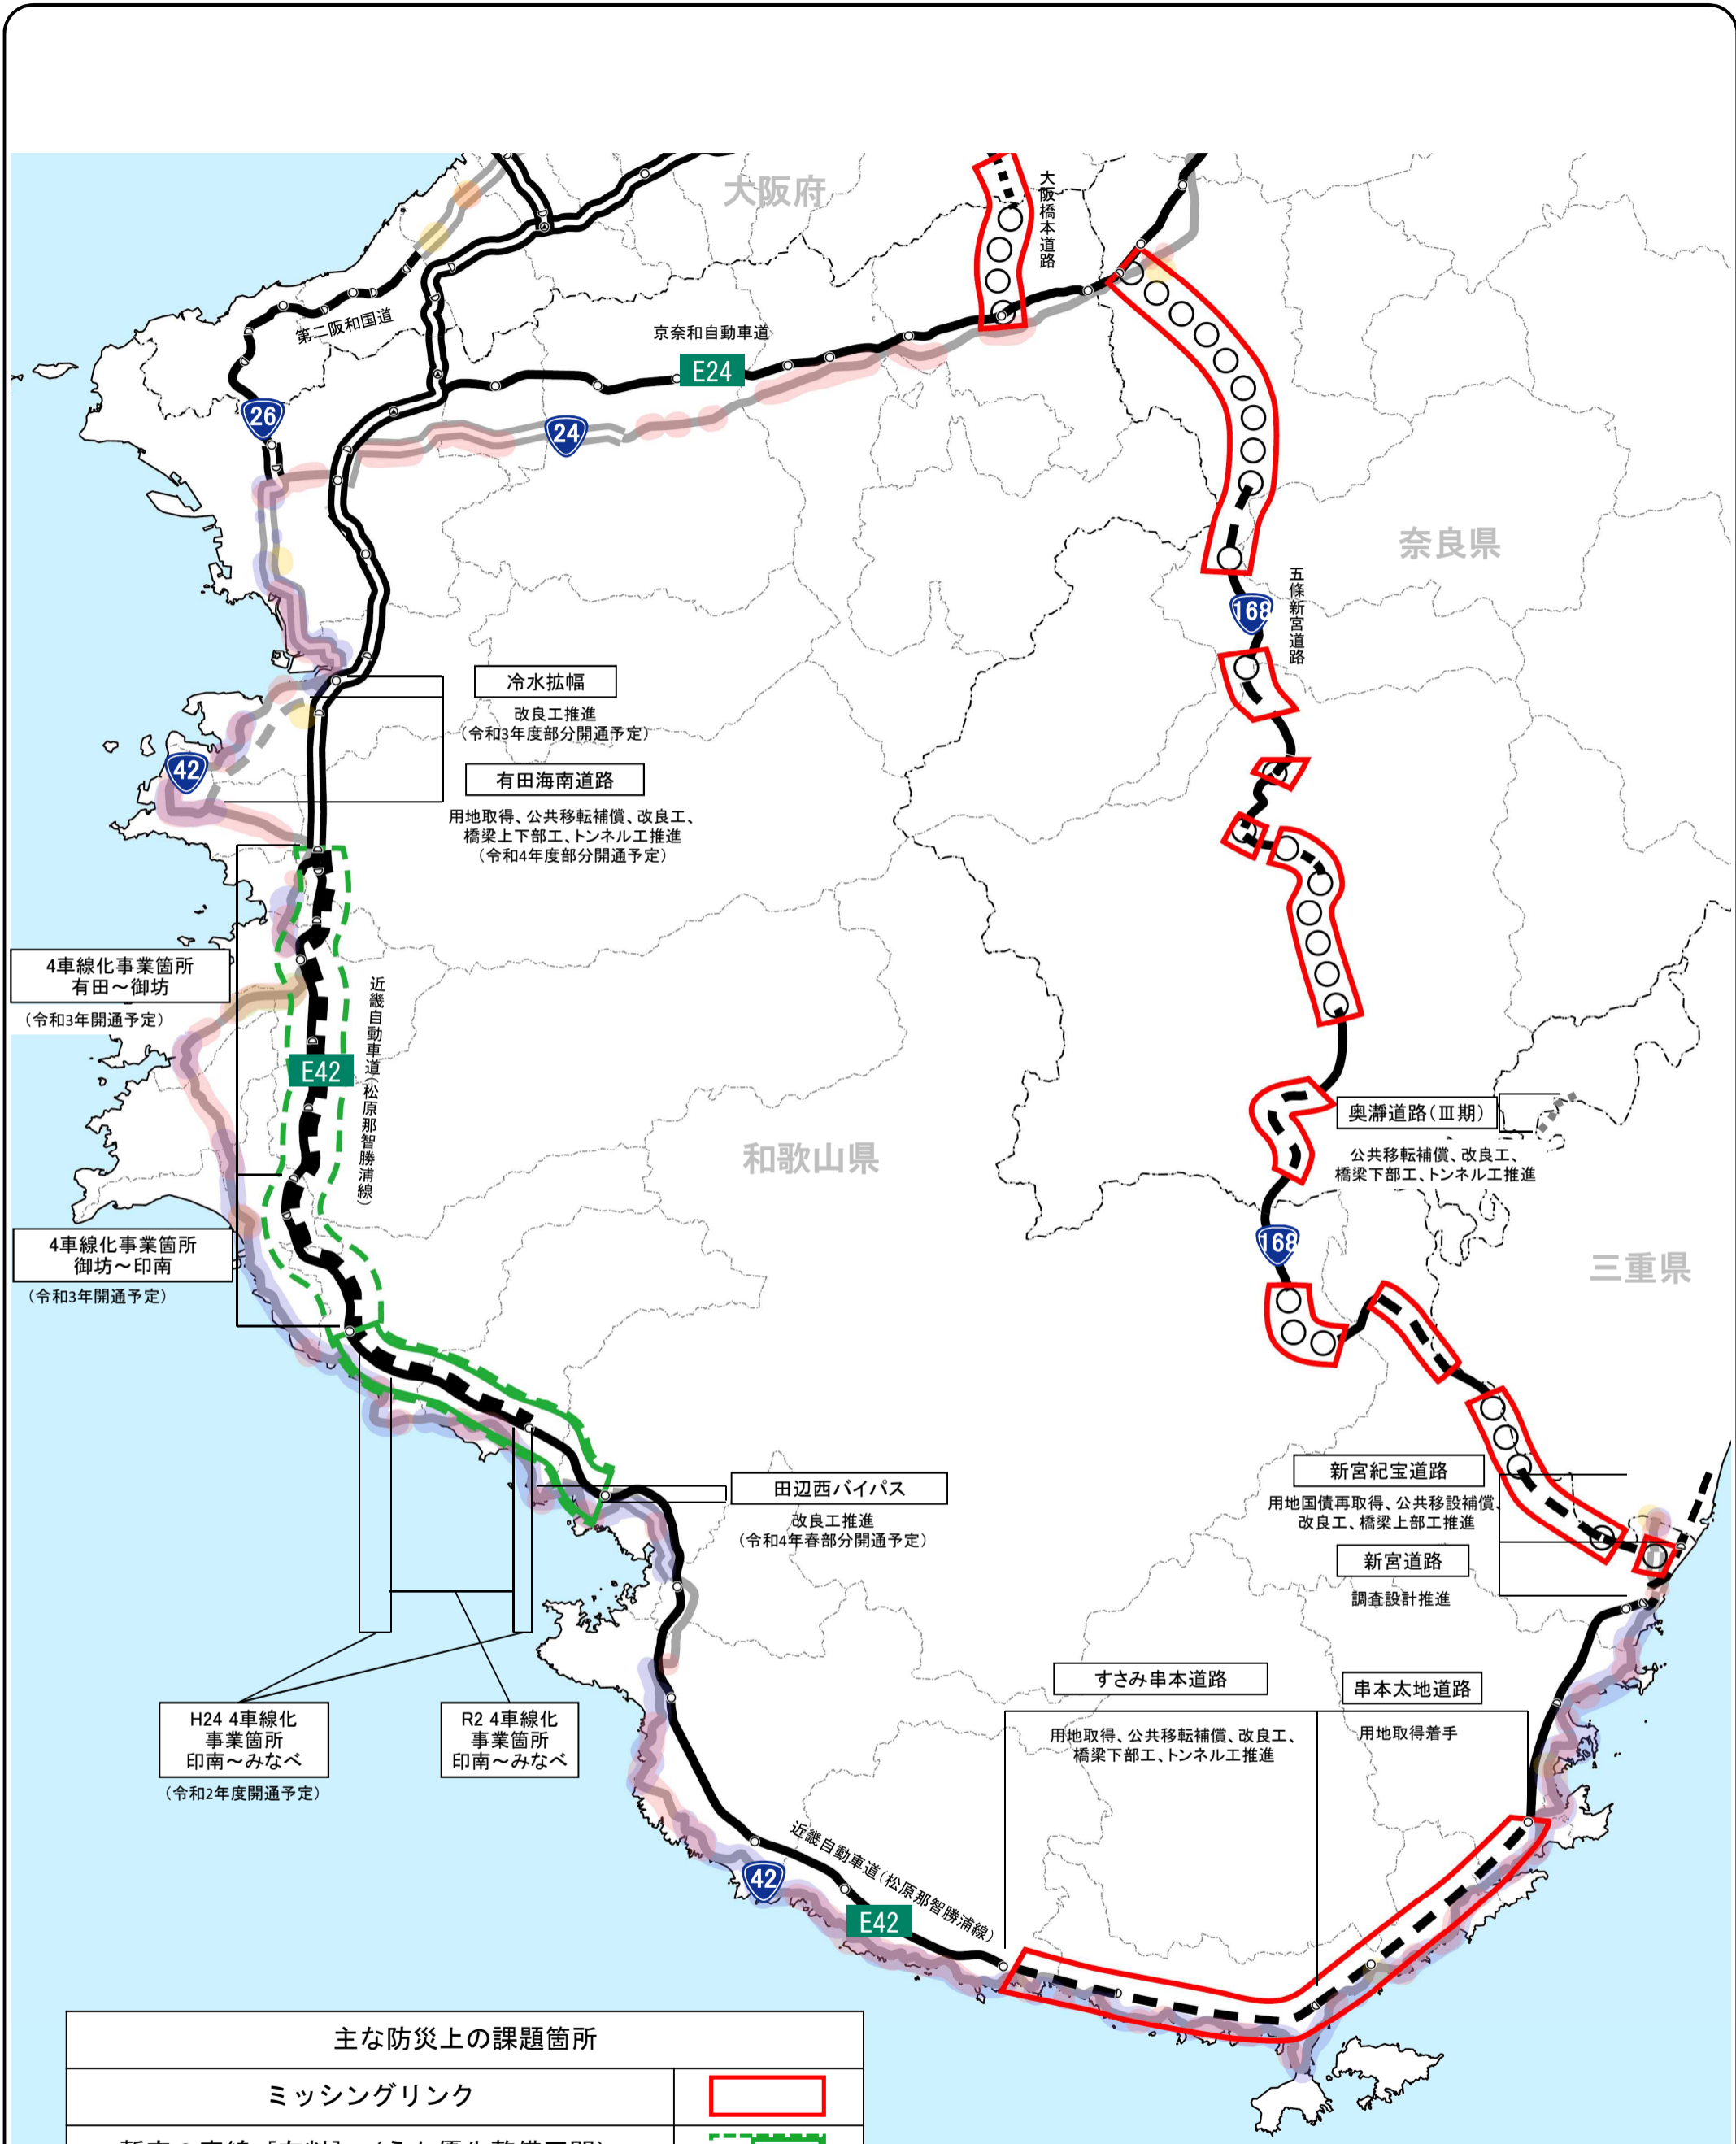 大阪府
大阪橋本道路
第二阪和国道
京奈和自動車道
E24
26
24
奈良県
五條新宮道路
168
冷水拡幅
改良工推進
（令和3年度部分開通予定）
42
有田海南道路
用地取得、公共移転補償、改良工、
橋梁上下部工、トンネル工推進
（令和4年度部分開通予定）
4車線化事業箇所
有田～御坊
（令和3年開通予定）
近畿自動車道（松原那智勝浦線）
E42
和歌山県
奥瀞道路（Ⅲ期）
公共移転補償、改良工、
橋梁下部工、トンネル工推進
4車線化事業箇所
御坊～印南
（令和3年開通予定）
168
三重県
田辺西バイパス
改良工推進
（令和4年春部分開通予定）
新宮紀宝道路
用地国債再取得、公共移設補償、
改良工、橋梁上部工推進
新宮道路
調査設計推進
すさみ串本道路
用地取得、公共移転補償、改良工、
橋梁下部工、トンネル工推進
串本太地道路
用地取得着手
H24 4車線化
事業箇所
印南～みなべ
（令和2年度開通予定）
R2 4車線化
事業箇所
印南～みなべ
近畿自動車道（松原那智勝浦線）
42
E42
主な防災上の課題箇所
ミッシングリンク